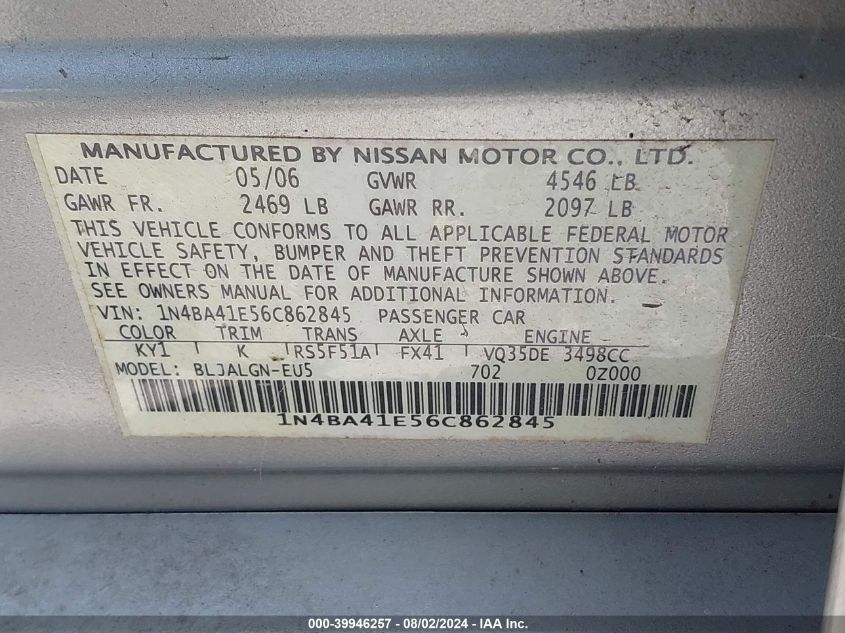 MANUFACTURED BY NISSAN MOTOR CO., LTD.
DATE 05/06 GVWR 4546 LB
GAWR FR. 2469 LB GAWR RR. 2097 LB
THIS VEHICLE CONFORMS TO ALL APPLICABLE FEDERAL MOTOR
VEHICLE SAFETY, BUMPER AND THEFT PREVENTION STANDARDS
IN EFFECT ON THE DATE OF MANUFACTURE SHOWN ABOVE.
SEE OWNERS MANUAL FOR ADDITIONAL INFORMATION.
VIN: 1N4BA41E56C862845 PASSENGER CAR
COLOR TRIM TRANS AXLE ENGINE
KY1 K RS5F51A FX41 VQ35DE 3498CC
MODEL: BLJALGN-EU5 702 0Z000
1N4BA41E56C862845
000-39946257 - 08/02/2024 - IAAI.com